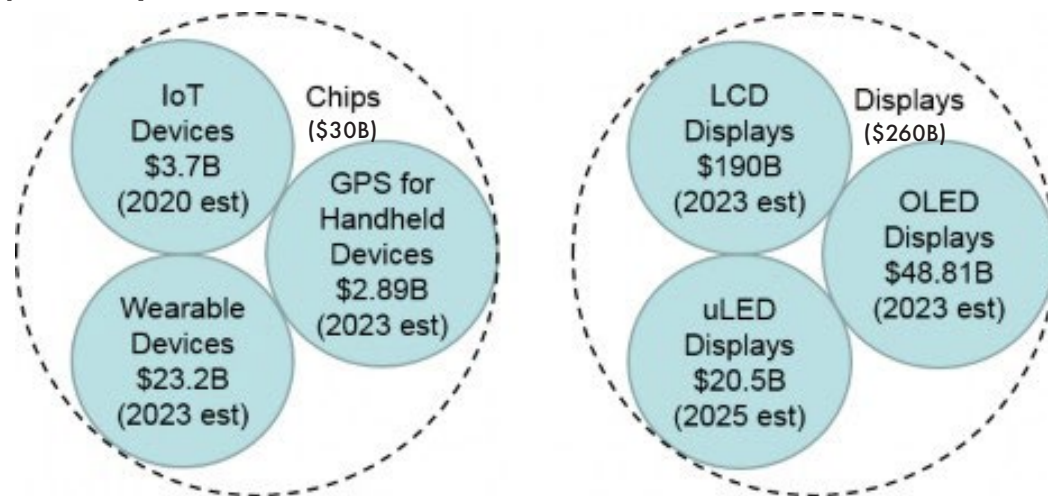 IoT
Devices
$3.7B
(2020 est)
Chips
($30B)
GPS for
Handheld
Devices
$2.89B
(2023 est)
Wearable
Devices
$23.2B
(2023 est)
LCD
Displays
$190B
(2023 est)
Displays
($260B)
OLED
Displays
$48.81B
(2023 est)
uLED
Displays
$20.5B
(2025 est)